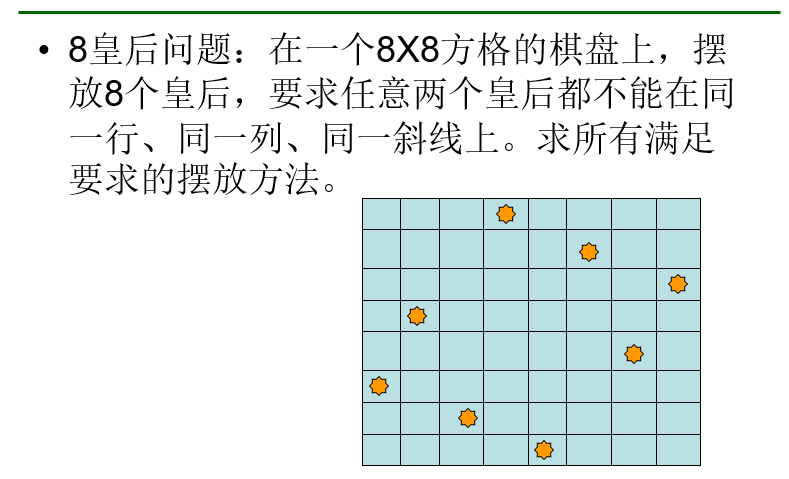 • 8皇后问题：在一个8X8方格的棋盘上，摆
放8个皇后，要求任意两个皇后都不能在同
一行、同一列、同一斜线上。求所有满足
要求的摆放方法。